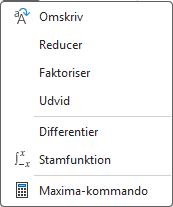 Omskriv
Reducer
Faktoriser
Udvid
Differentier
Stamfunktion
Maxima-kommando